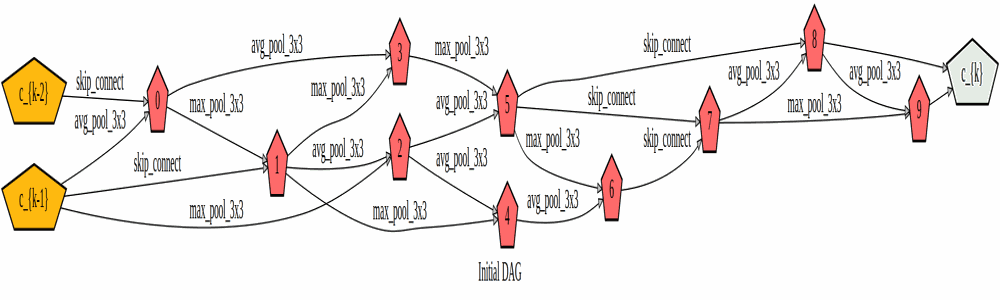 c_{k-2}
skip_connect
avg_pool_3x3
c_{k-1}
skip_connect
max_pool_3x3
0
avg_pool_3x3
max_pool_3x3
1
max_pool_3x3
avg_pool_3x3
max_pool_3x3
3
2
max_pool_3x3
avg_pool_3x3
avg_pool_3x3
5
4
skip_connect
skip_connect
max_pool_3x3
avg_pool_3x3
6
skip_connect
7
avg_pool_3x3
max_pool_3x3
8
avg_pool_3x3
9
c_{k}
Initial DAG